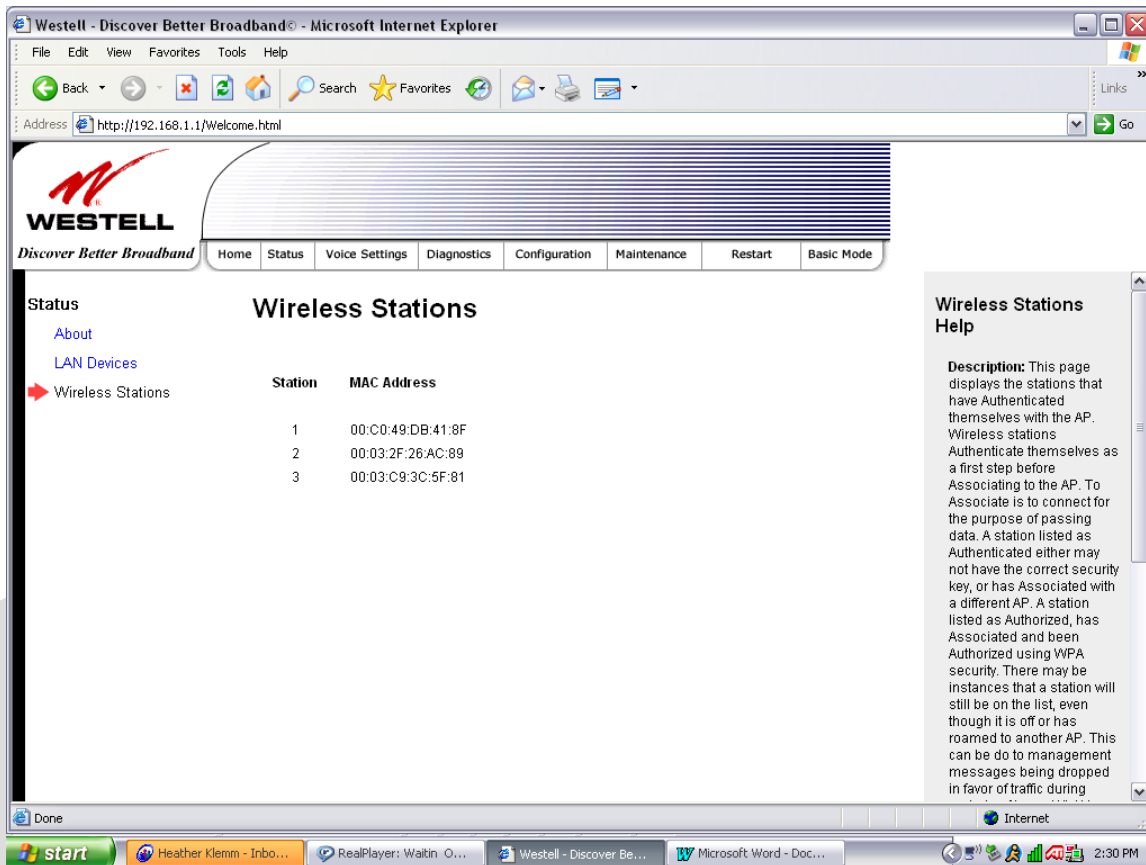 Westell - Discover Better Broadband© - Microsoft Internet Explorer
File Edit View Favorites Tools Help
Back Search Favorites Links »
Address http://192.168.1.1/Welcome.html Go
WESTELL
Discover Better Broadband
Home Status Voice Settings Diagnostics Configuration Maintenance Restart Basic Mode
Status
About
LAN Devices
Wireless Stations
Wireless Stations
Station MAC Address
1 00:C0:49:DB:41:8F
2 00:03:2F:26:AC:89
3 00:03:C9:3C:5F:81
Wireless Stations
Help
Description: This page
displays the stations that
have Authenticated
themselves with the AP.
Wireless stations
Authenticate themselves as
a first step before
Associating to the AP. To
Associate is to connect for
the purpose of passing
data. A station listed as
Authenticated either may
not have the correct security
key, or has Associated with
a different AP. A station
listed as Authorized, has
Associated and been
Authorized using WPA
security. There may be
instances that a station will
still be on the list, even
though it is off or has
roamed to another AP. This
can be do to management
messages being dropped
in favor of traffic during
Done Internet
start Heather Klemm - Inbo... RealPlayer: Waitin O... Westell - Discover Be... Microsoft Word - Doc... 2:30 PM